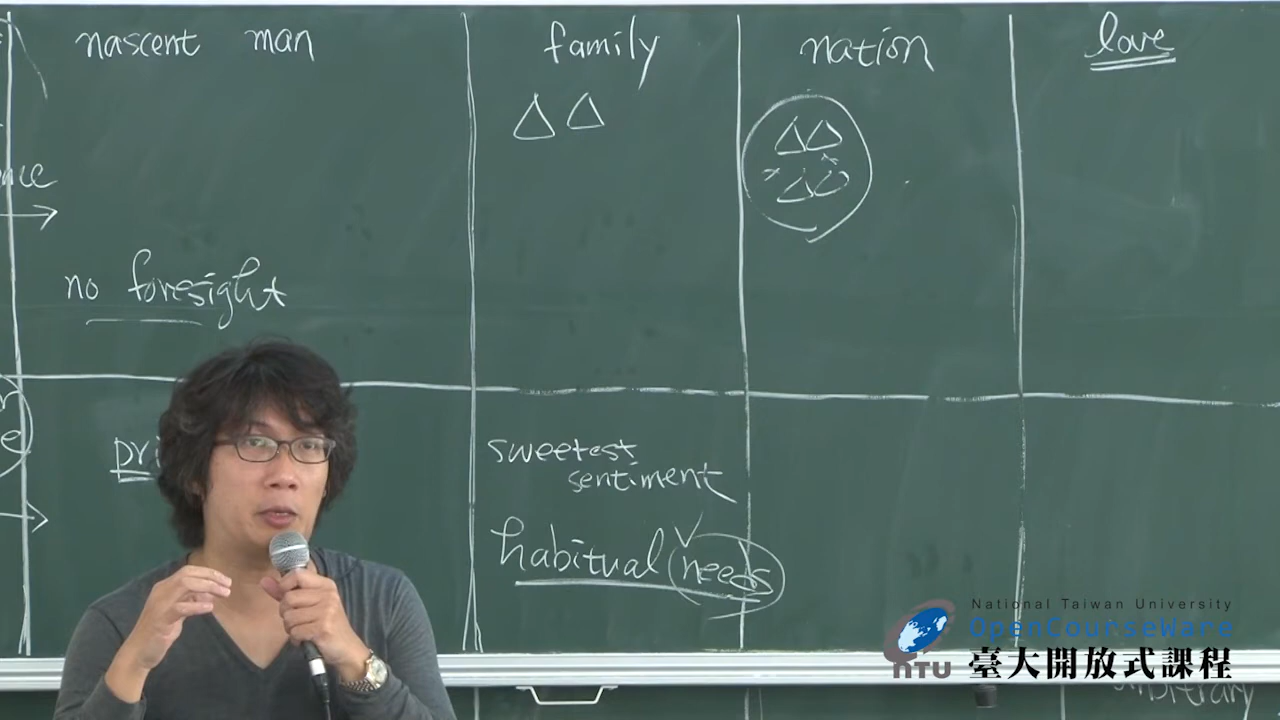 nascent man
family
nation
love
no foresight
sweetest
sentiment
habitual needs
National Taiwan University
OpenCourseWare
NTU 臺大開放式課程